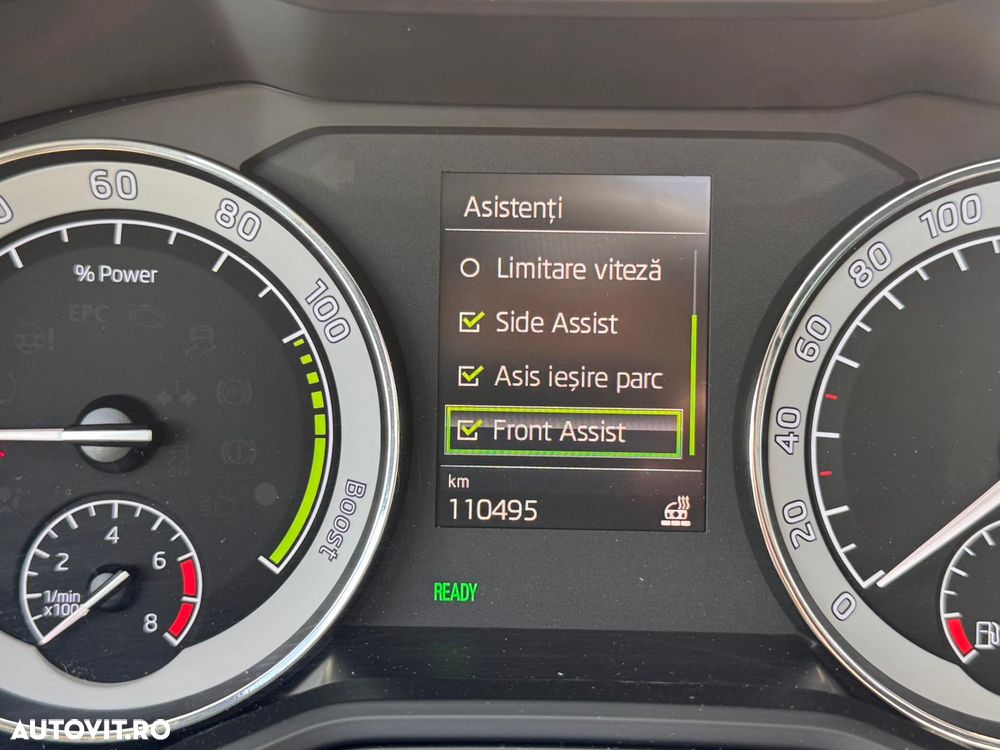 Asistenți
Limitare viteză
Side Assist
Asis ieșire parc
Front Assist
km
110495
READY
60
80
100
% Power
EPC
Boost
2
4
6
8
1/min
x1000
0
20
40
60
80
100
AUTOVIT.RO